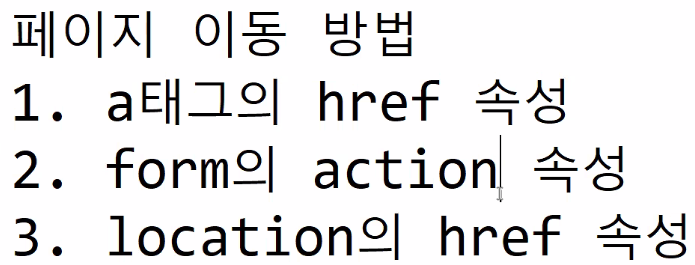 페이지 이동 방법
1. a태그의 href 속성
2. form의 action 속성
3. location의 href 속성